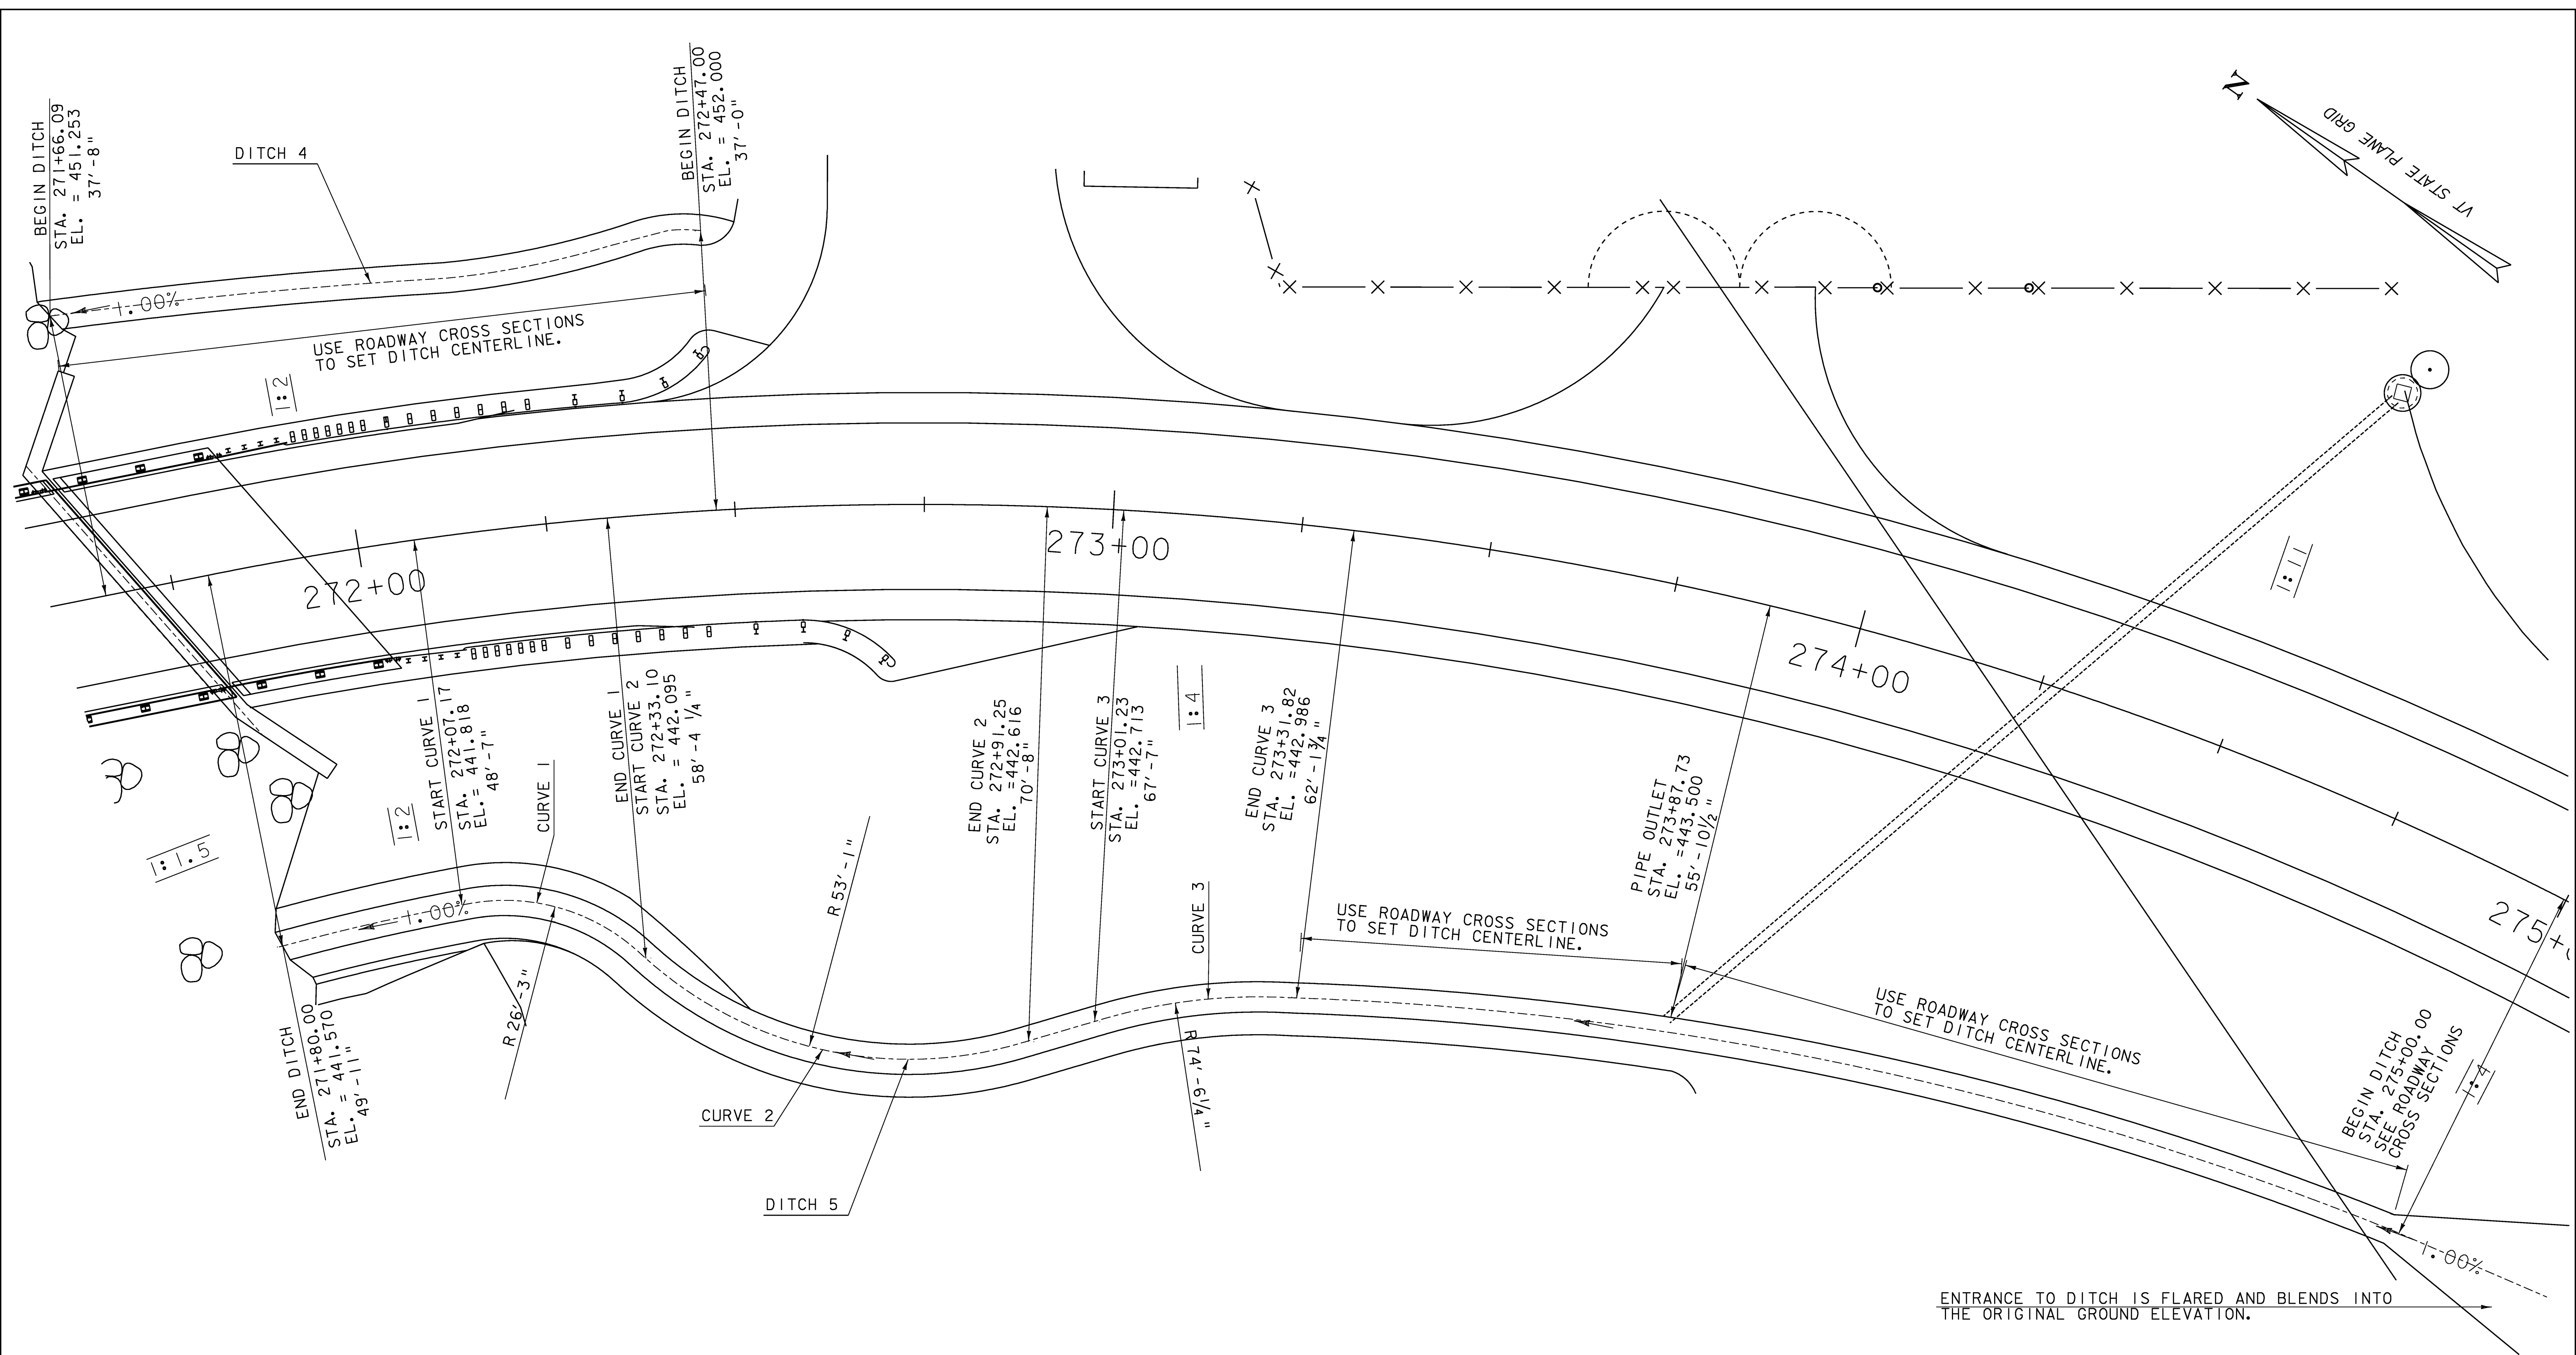 BEGIN DITCH
STA. 271+66.09
EL. = 451.253
37'-8"
DITCH 4
BEGIN DITCH
STA. 272+47.00
EL. = 452.000
37'-0"
N
VT STATE PLANE GRID
1.00%
USE ROADWAY CROSS SECTIONS
TO SET DITCH CENTERLINE.
1:2
272+00
273+00
274+00
1:11
275+
START CURVE 1
STA. 272+07.17
EL.= 441.818
48'-7"
END CURVE 1
START CURVE 2
STA. 272+33.10
EL. = 442.095
58'-4 1/4"
END CURVE 2
STA. 272+91.25
EL. =442.616
70'-8"
START CURVE 3
STA. 273+01.23
EL. =442.713
67'-7"
1:4
END CURVE 3
STA. 273+31.82
EL. =442.986
62'-1 3/4"
PIPE OUTLET
STA. 273+87.73
EL. =443.500
55'-10 1/2"
1:2
CURVE 1
1:1.5
1.00%
R 53'-1"
CURVE 3
USE ROADWAY CROSS SECTIONS
TO SET DITCH CENTERLINE.
R 26'-3"
END DITCH
STA. 271+80.00
EL. = 441.570
49'-11"
R 74'-6 1/4"
USE ROADWAY CROSS SECTIONS
TO SET DITCH CENTERLINE.
BEGIN DITCH
STA. 275+00.00
SEE ROADWAY
CROSS SECTIONS
1:4
CURVE 2
DITCH 5
1.00%
ENTRANCE TO DITCH IS FLARED AND BLENDS INTO
THE ORIGINAL GROUND ELEVATION.